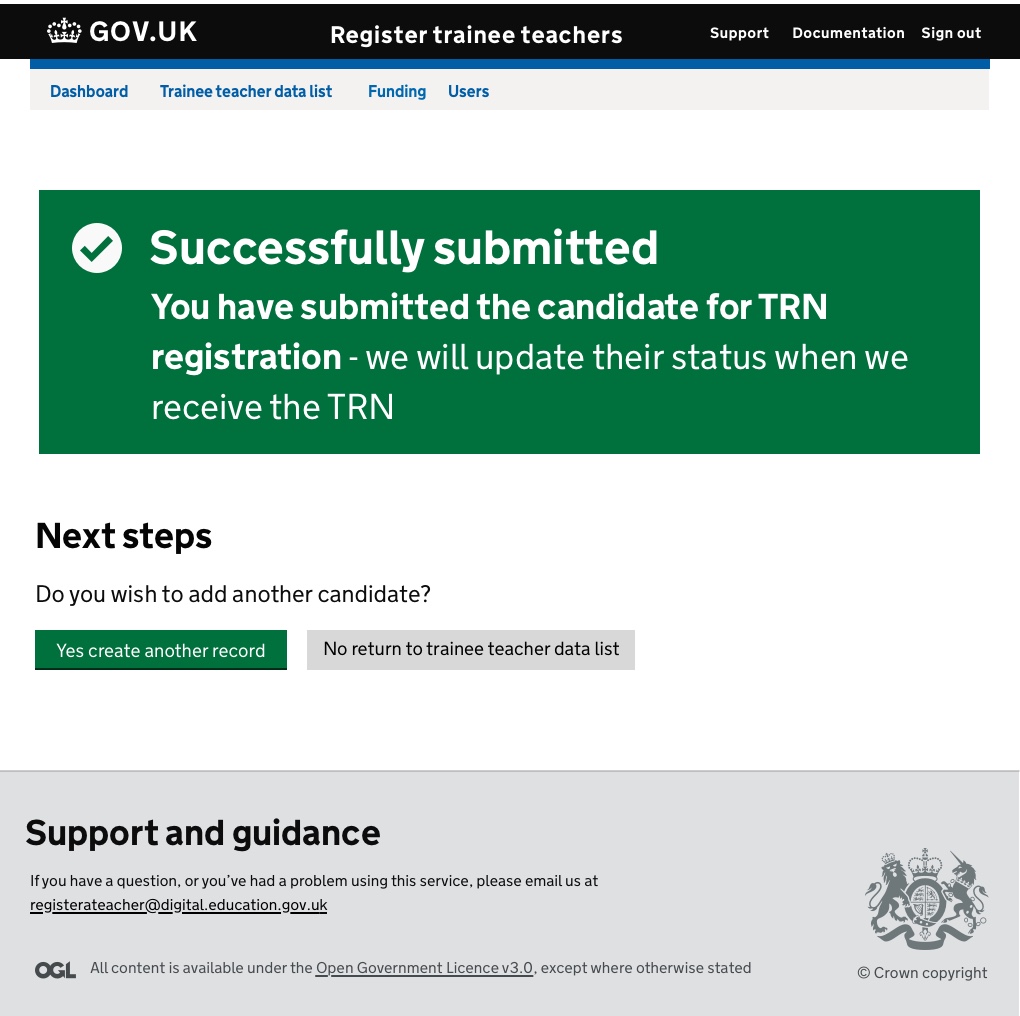 GOV.UK Register trainee teachers Support Documentation Sign out
Dashboard Trainee teacher data list Funding Users
Successfully submitted
You have submitted the candidate for TRN
registration - we will update their status when we
receive the TRN
Next steps
Do you wish to add another candidate?
Yes create another record No return to trainee teacher data list
Support and guidance
If you have a question, or you’ve had a problem using this service, please email us at
registerateacher@digital.education.gov.uk
OGL All content is available under the Open Government Licence v3.0, except where otherwise stated
© Crown copyright